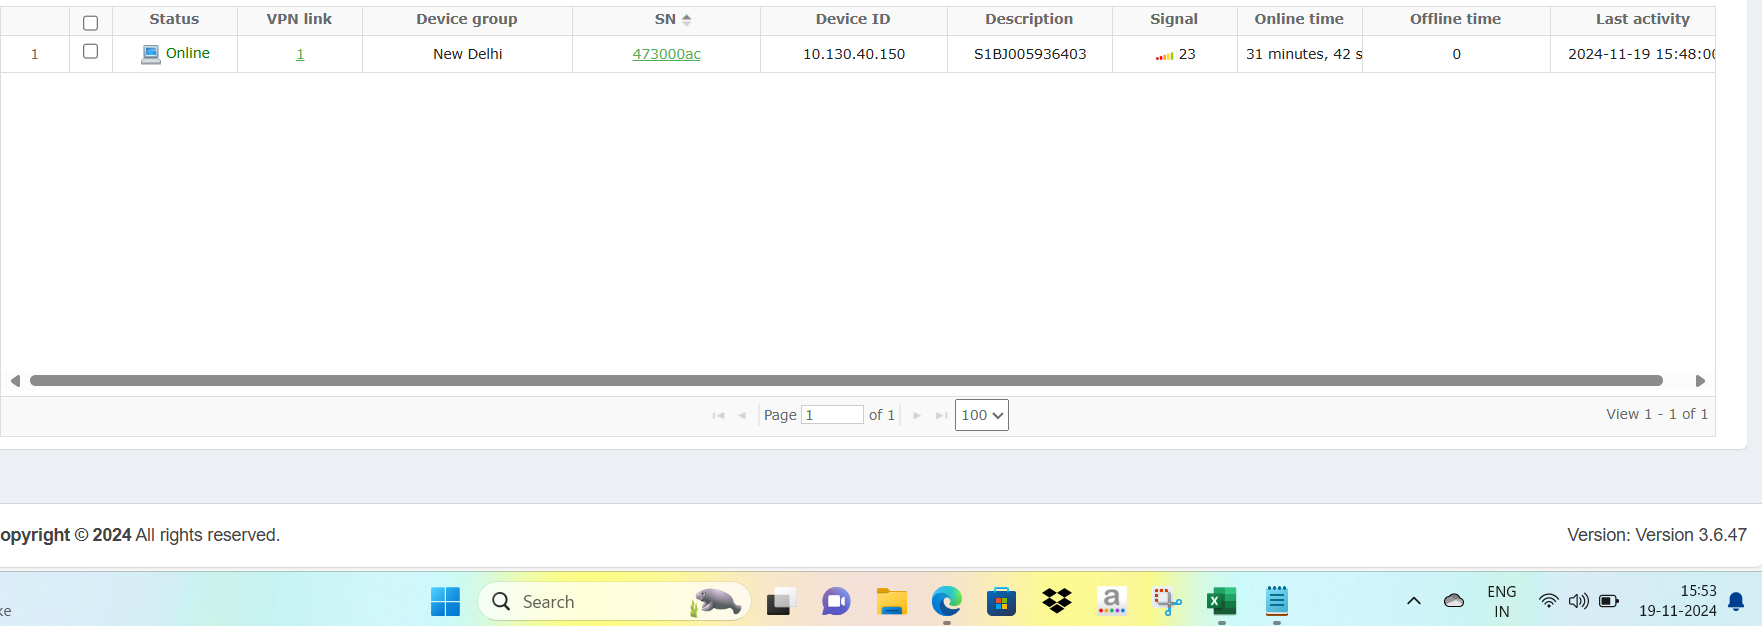 Status VPN link Device group SN Device ID Description Signal Online time Offline time Last activity
1 Online 1 New Delhi 473000ac 10.130.40.150 S1BJ005936403 23 31 minutes, 42 s 0 2024-11-19 15:48:00
Page 1 of 1 100 View 1 - 1 of 1
opyright © 2024 All rights reserved. Version: Version 3.6.47
ke
Search
a
X
ENG
IN
15:53
19-11-2024